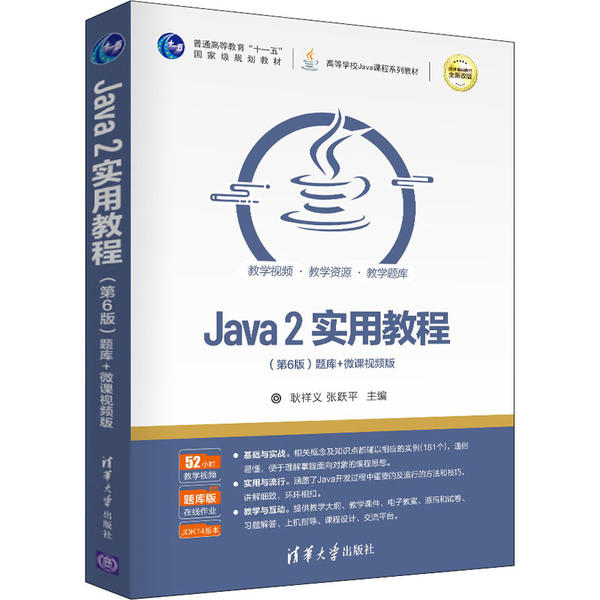 普通高等教育“十一五”
国家级规划教材
高等学校Java课程系列教材
全新改版
教学视频 · 教学资源 · 教学题库
Java 2 实用教程
（第6版）题库+微课视频版
◎ 耿祥义 张跃平 主编
52小时
教学视频
题库版
在线作业
JDK14版本
● 基础与实战。相关概念及知识点都辅以相应的实例(181个)，通俗
易懂，便于理解掌握面向对象的编程思想。
● 实用与流行。涵盖了Java开发过程中重要的及流行的方法和技巧，
讲解细致，环环相扣。
● 教学与互动。提供教学大纲、教学课件、电子教案、源码和试卷、
习题解答、上机指导、课程设计、交流平台。
清华大学出版社
Java 2 实用教程
（第6版）题库+微课视频版
清华大学出版社